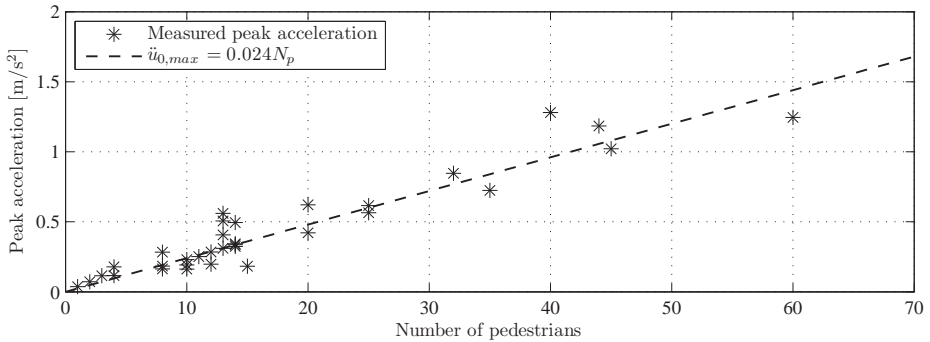 2
1.5
1
0.5
0
Peak acceleration [m/s²]
Measured peak acceleration
ü₀,ₘₐₓ = 0.024Nₚ
0 10 20 30 40 50 60 70
Number of pedestrians